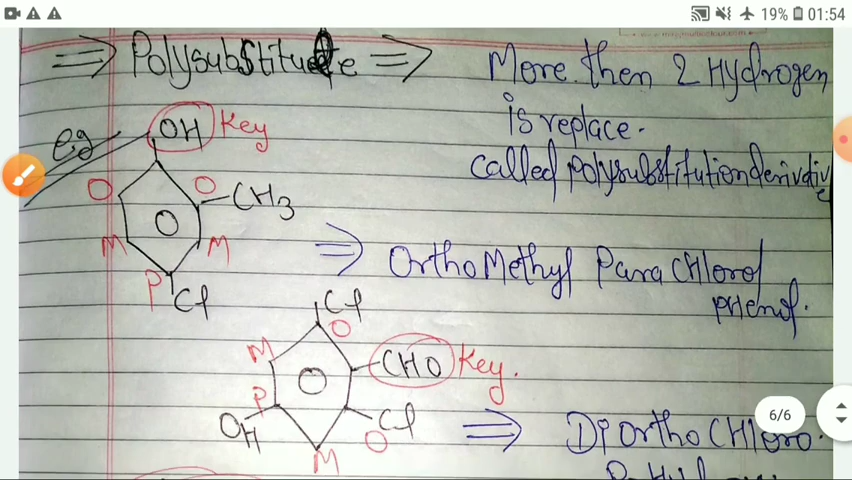 19% 01:54
⇒ Polysubstitute ⇒ More then 2 Hydrogen
is replace.
called polysubstitution derivative
eg
OH Key
O O
CH3
M M
P
Cl
⇒ Ortho Methyl Para Chloro
phenol.
Cl
O
M
CHO Key.
P
OH
Cl
O
M
⇒ Di Ortho Chloro.
6/6